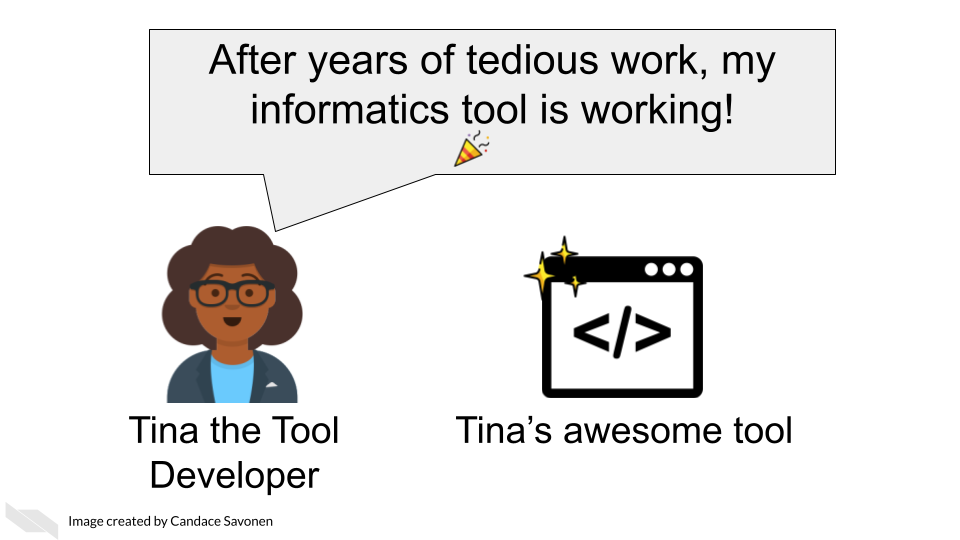 After years of tedious work, my
informatics tool is working!
🎉
</>
Tina the Tool
Developer
Tina’s awesome tool
Image created by Candace Savonen